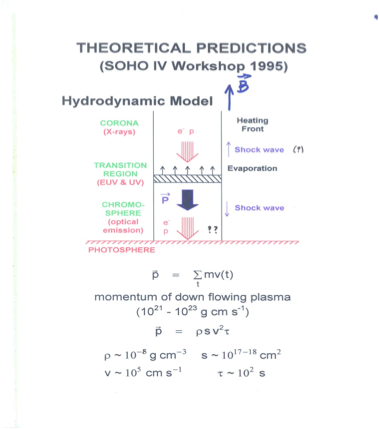 THEORETICAL PREDICTIONS
(SOHO IV Workshop 1995)
Hydrodynamic Model
B⃗
CORONA
(X-rays)
e⁻ p
Heating
Front
Shock wave (?)
TRANSITION
REGION
(EUV & UV)
Evaporation
P⃗
CHROMO-
SPHERE
(optical
emission)
e⁻
p
??
Shock wave
PHOTOSPHERE
p⃗ = ∑ mv(t)
t
momentum of down flowing plasma
(10²¹ - 10²³ g cm s⁻¹)
p⃗ = ρ s v² τ
ρ ~ 10⁻⁸ g cm⁻³ s ~ 10¹⁷⁻¹⁸ cm²
v ~ 10⁵ cm s⁻¹ τ ~ 10² s